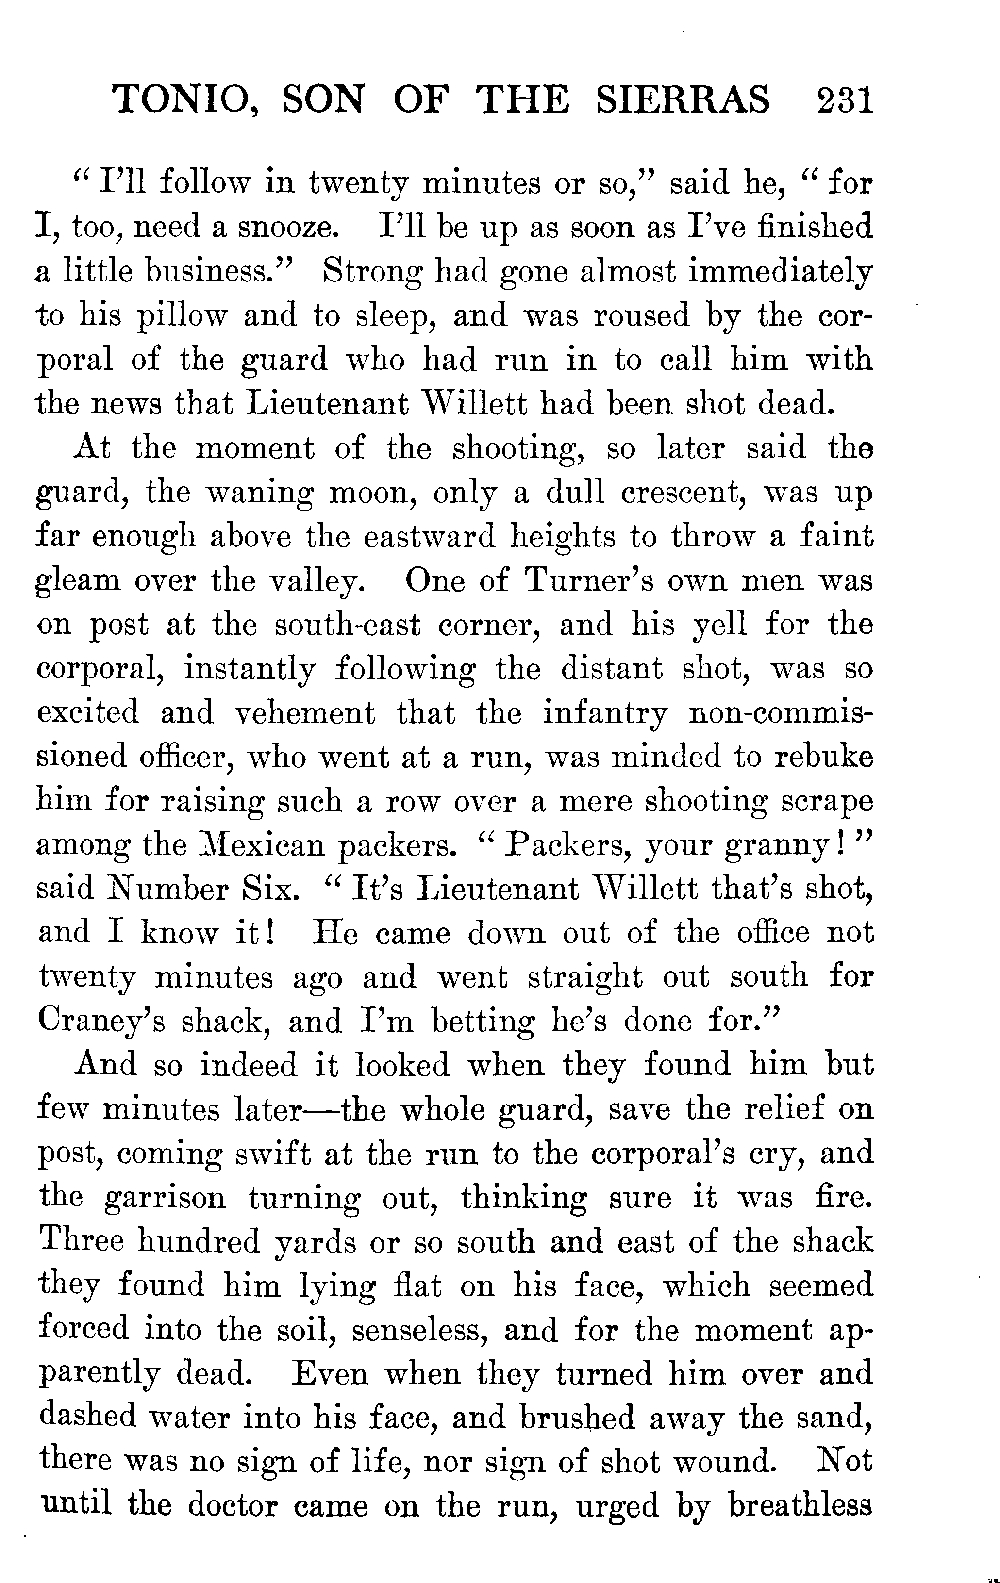 TONIO, SON OF THE SIERRAS 231
“ I’ll follow in twenty minutes or so,” said he, “ for
I, too, need a snooze. I’ll be up as soon as I’ve finished
a little business.” Strong had gone almost immediately
to his pillow and to sleep, and was roused by the cor-
poral of the guard who had run in to call him with
the news that Lieutenant Willett had been shot dead.
At the moment of the shooting, so later said the
guard, the waning moon, only a dull crescent, was up
far enough above the eastward heights to throw a faint
gleam over the valley. One of Turner’s own men was
on post at the south-east corner, and his yell for the
corporal, instantly following the distant shot, was so
excited and vehement that the infantry non-commis-
sioned officer, who went at a run, was minded to rebuke
him for raising such a row over a mere shooting scrape
among the Mexican packers. “ Packers, your granny! ”
said Number Six. “ It’s Lieutenant Willett that’s shot,
and I know it! He came down out of the office not
twenty minutes ago and went straight out south for
Craney’s shack, and I’m betting he’s done for.”
And so indeed it looked when they found him but
few minutes later—the whole guard, save the relief on
post, coming swift at the run to the corporal’s cry, and
the garrison turning out, thinking sure it was fire.
Three hundred yards or so south and east of the shack
they found him lying flat on his face, which seemed
forced into the soil, senseless, and for the moment ap-
parently dead. Even when they turned him over and
dashed water into his face, and brushed away the sand,
there was no sign of life, nor sign of shot wound. Not
until the doctor came on the run, urged by breathless